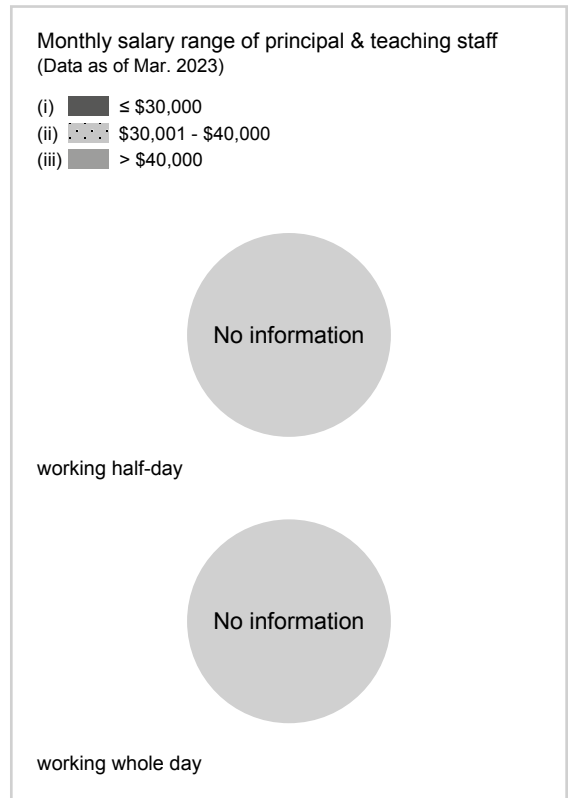 Monthly salary range of principal & teaching staff
(Data as of Mar. 2023)
(i) ≤ $30,000
(ii) $30,001 - $40,000
(iii) > $40,000
No information
working half-day
No information
working whole day